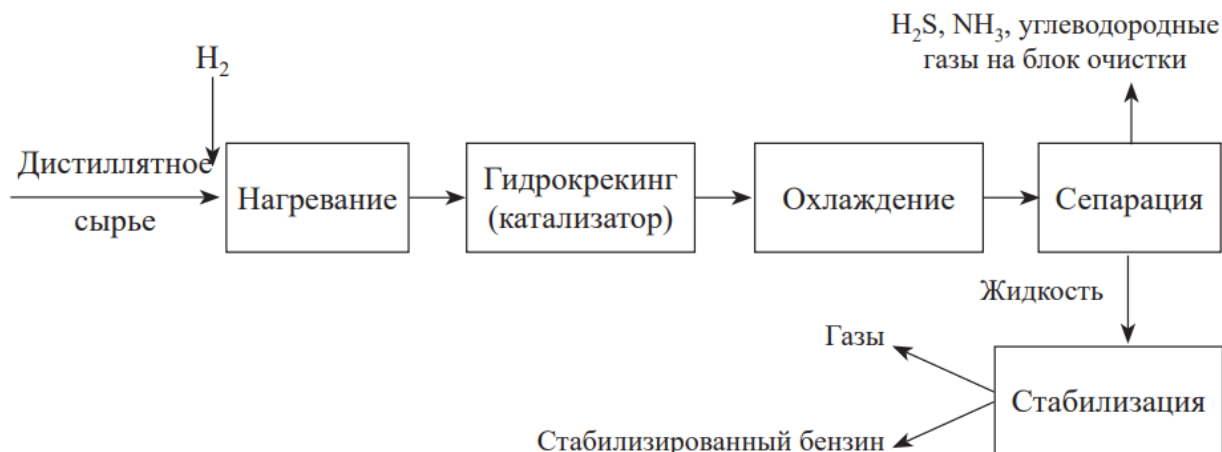 H₂S, NH₃, углеводородные
газы на блок очистки
H₂
Дистиллятное
сырье
Нагревание
Гидрокрекинг
(катализатор)
Охлаждение
Сепарация
Жидкость
Газы
Стабилизация
Стабилизированный бензин